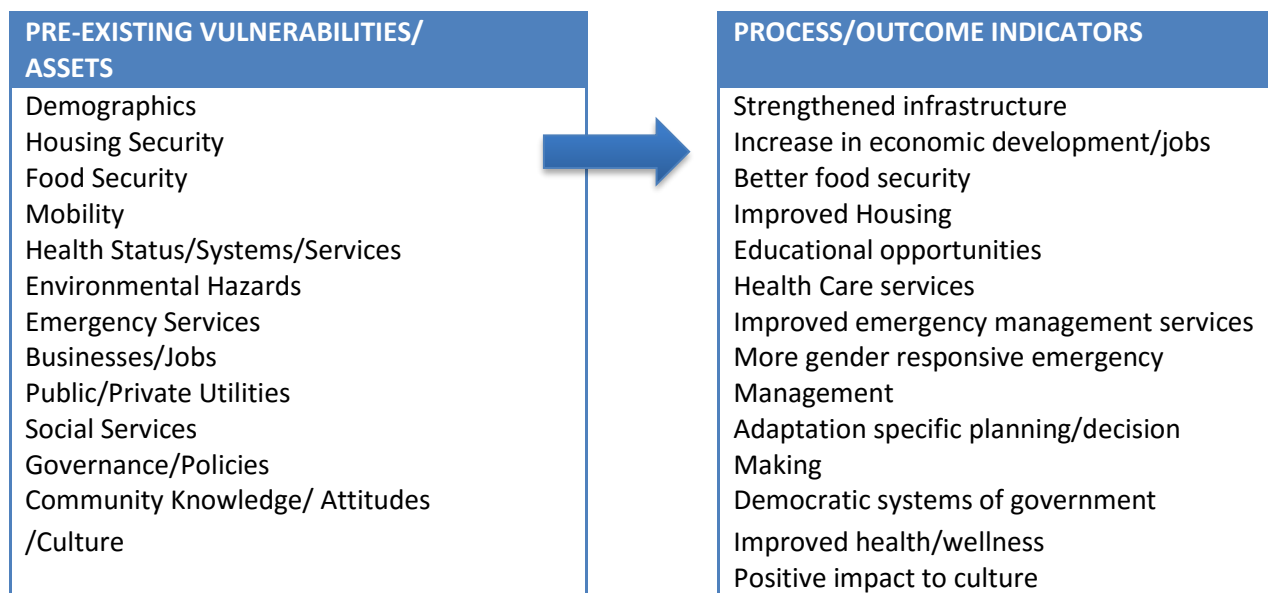 PRE-EXISTING VULNERABILITIES/
ASSETS
Demographics
Housing Security
Food Security
Mobility
Health Status/Systems/Services
Environmental Hazards
Emergency Services
Businesses/Jobs
Public/Private Utilities
Social Services
Governance/Policies
Community Knowledge/ Attitudes
/Culture
PROCESS/OUTCOME INDICATORS
Strengthened infrastructure
Increase in economic development/jobs
Better food security
Improved Housing
Educational opportunities
Health Care services
Improved emergency management services
More gender responsive emergency
Management
Adaptation specific planning/decision
Making
Democratic systems of government
Improved health/wellness
Positive impact to culture